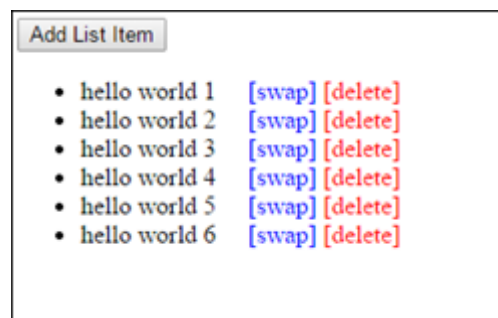 Add List Item
hello world 1 [swap] [delete]
hello world 2 [swap] [delete]
hello world 3 [swap] [delete]
hello world 4 [swap] [delete]
hello world 5 [swap] [delete]
hello world 6 [swap] [delete]